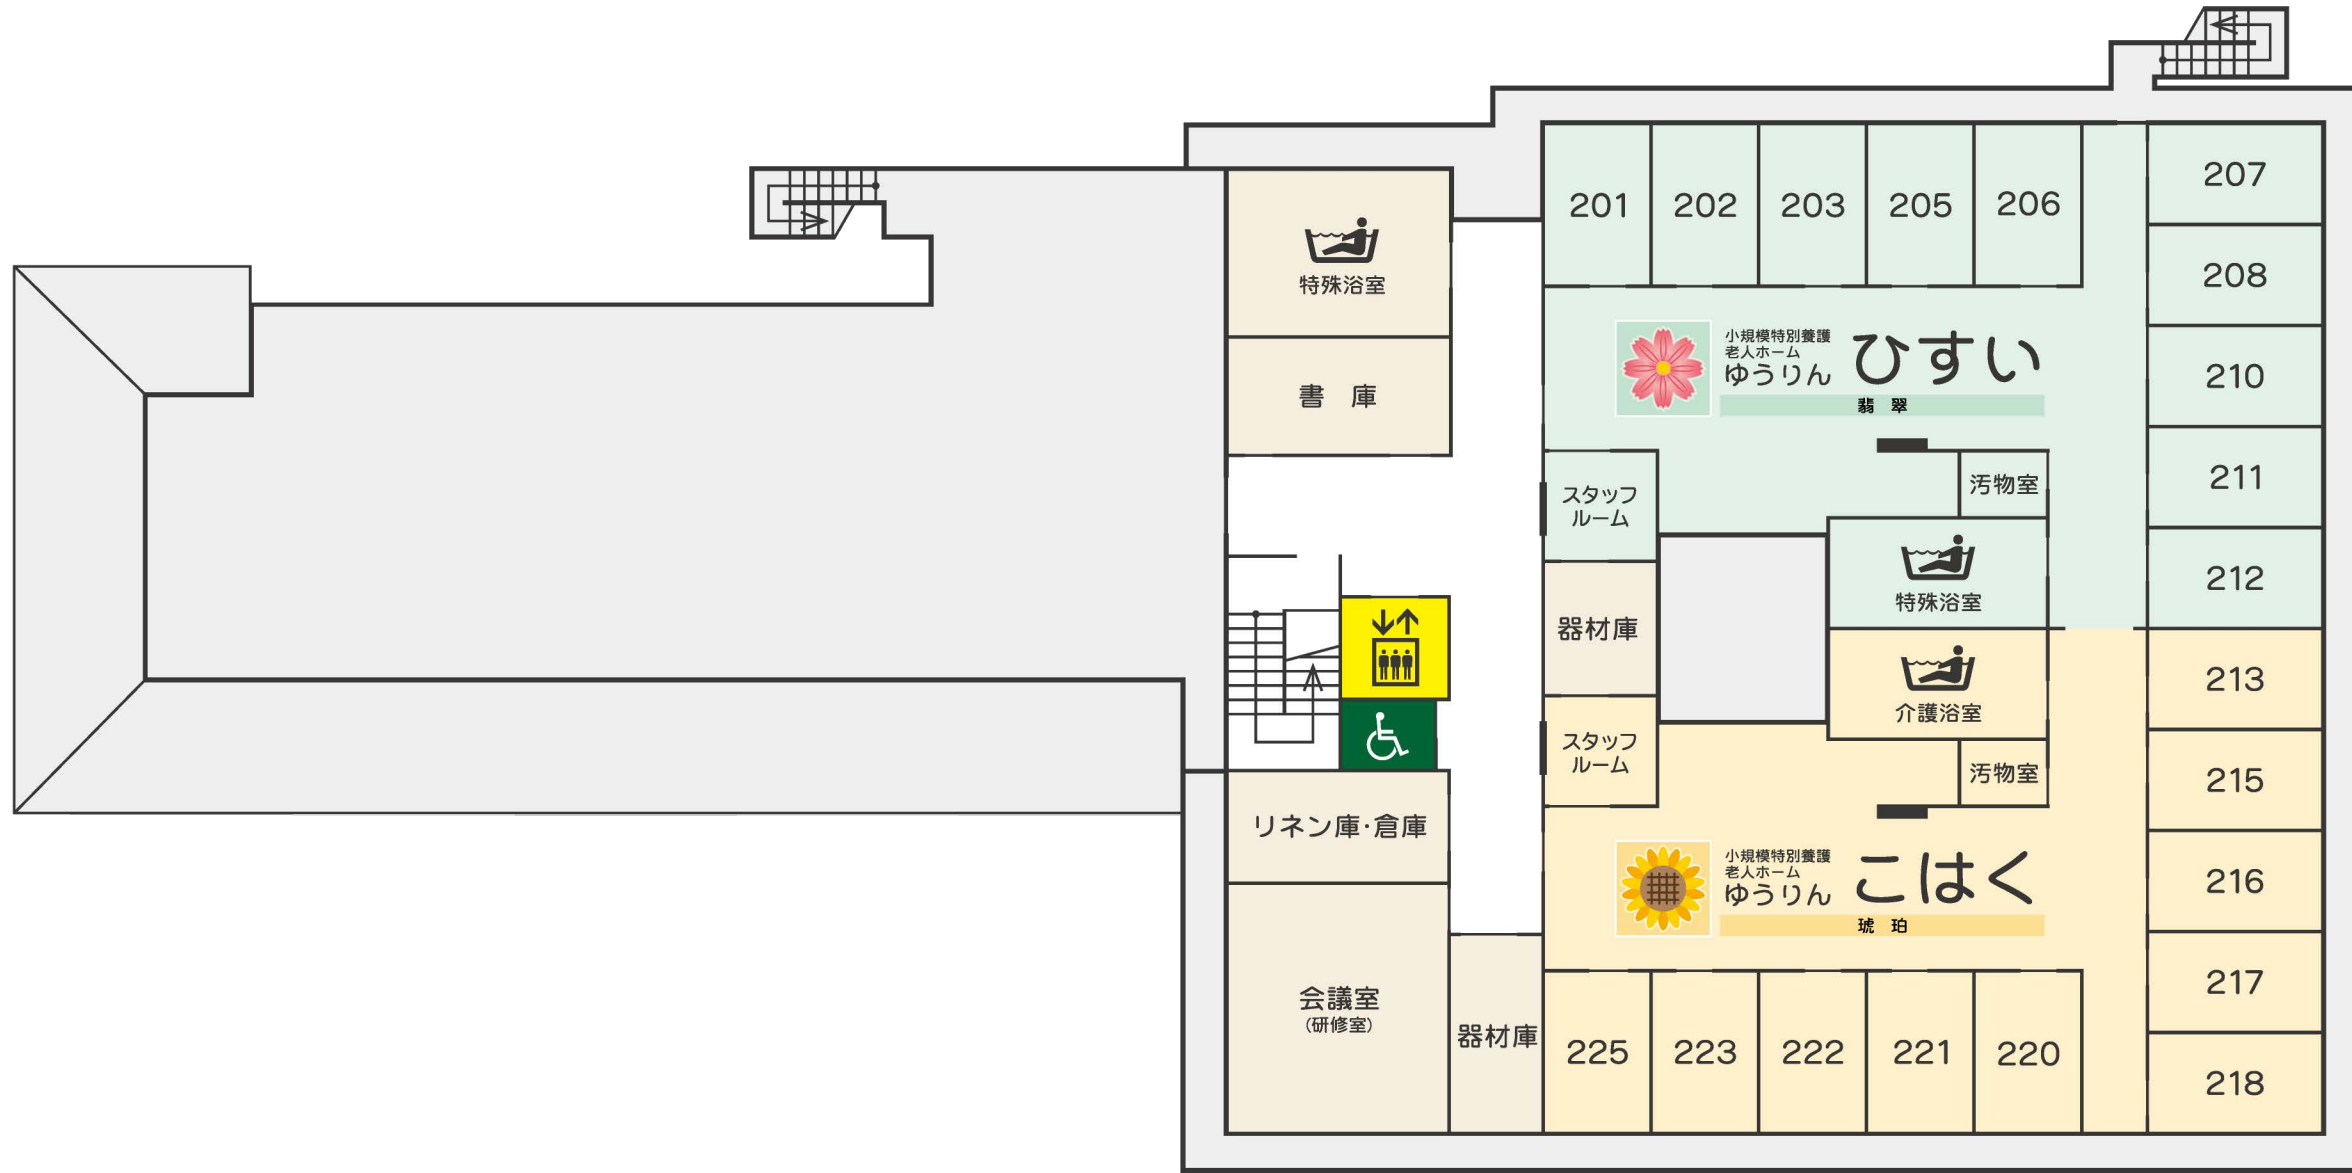 201
202
203
205
206
207
208
210
211
212
特殊浴室
書 庫
小規模特別養護
老人ホーム
ゆうりん
ひすい
翡 翠
スタッフ
ルーム
汚物室
特殊浴室
器材庫
介護浴室
スタッフ
ルーム
汚物室
213
215
216
217
218
リネン庫・倉庫
小規模特別養護
老人ホーム
ゆうりん
こはく
琥 珀
会議室
(研修室)
器材庫
225
223
222
221
220